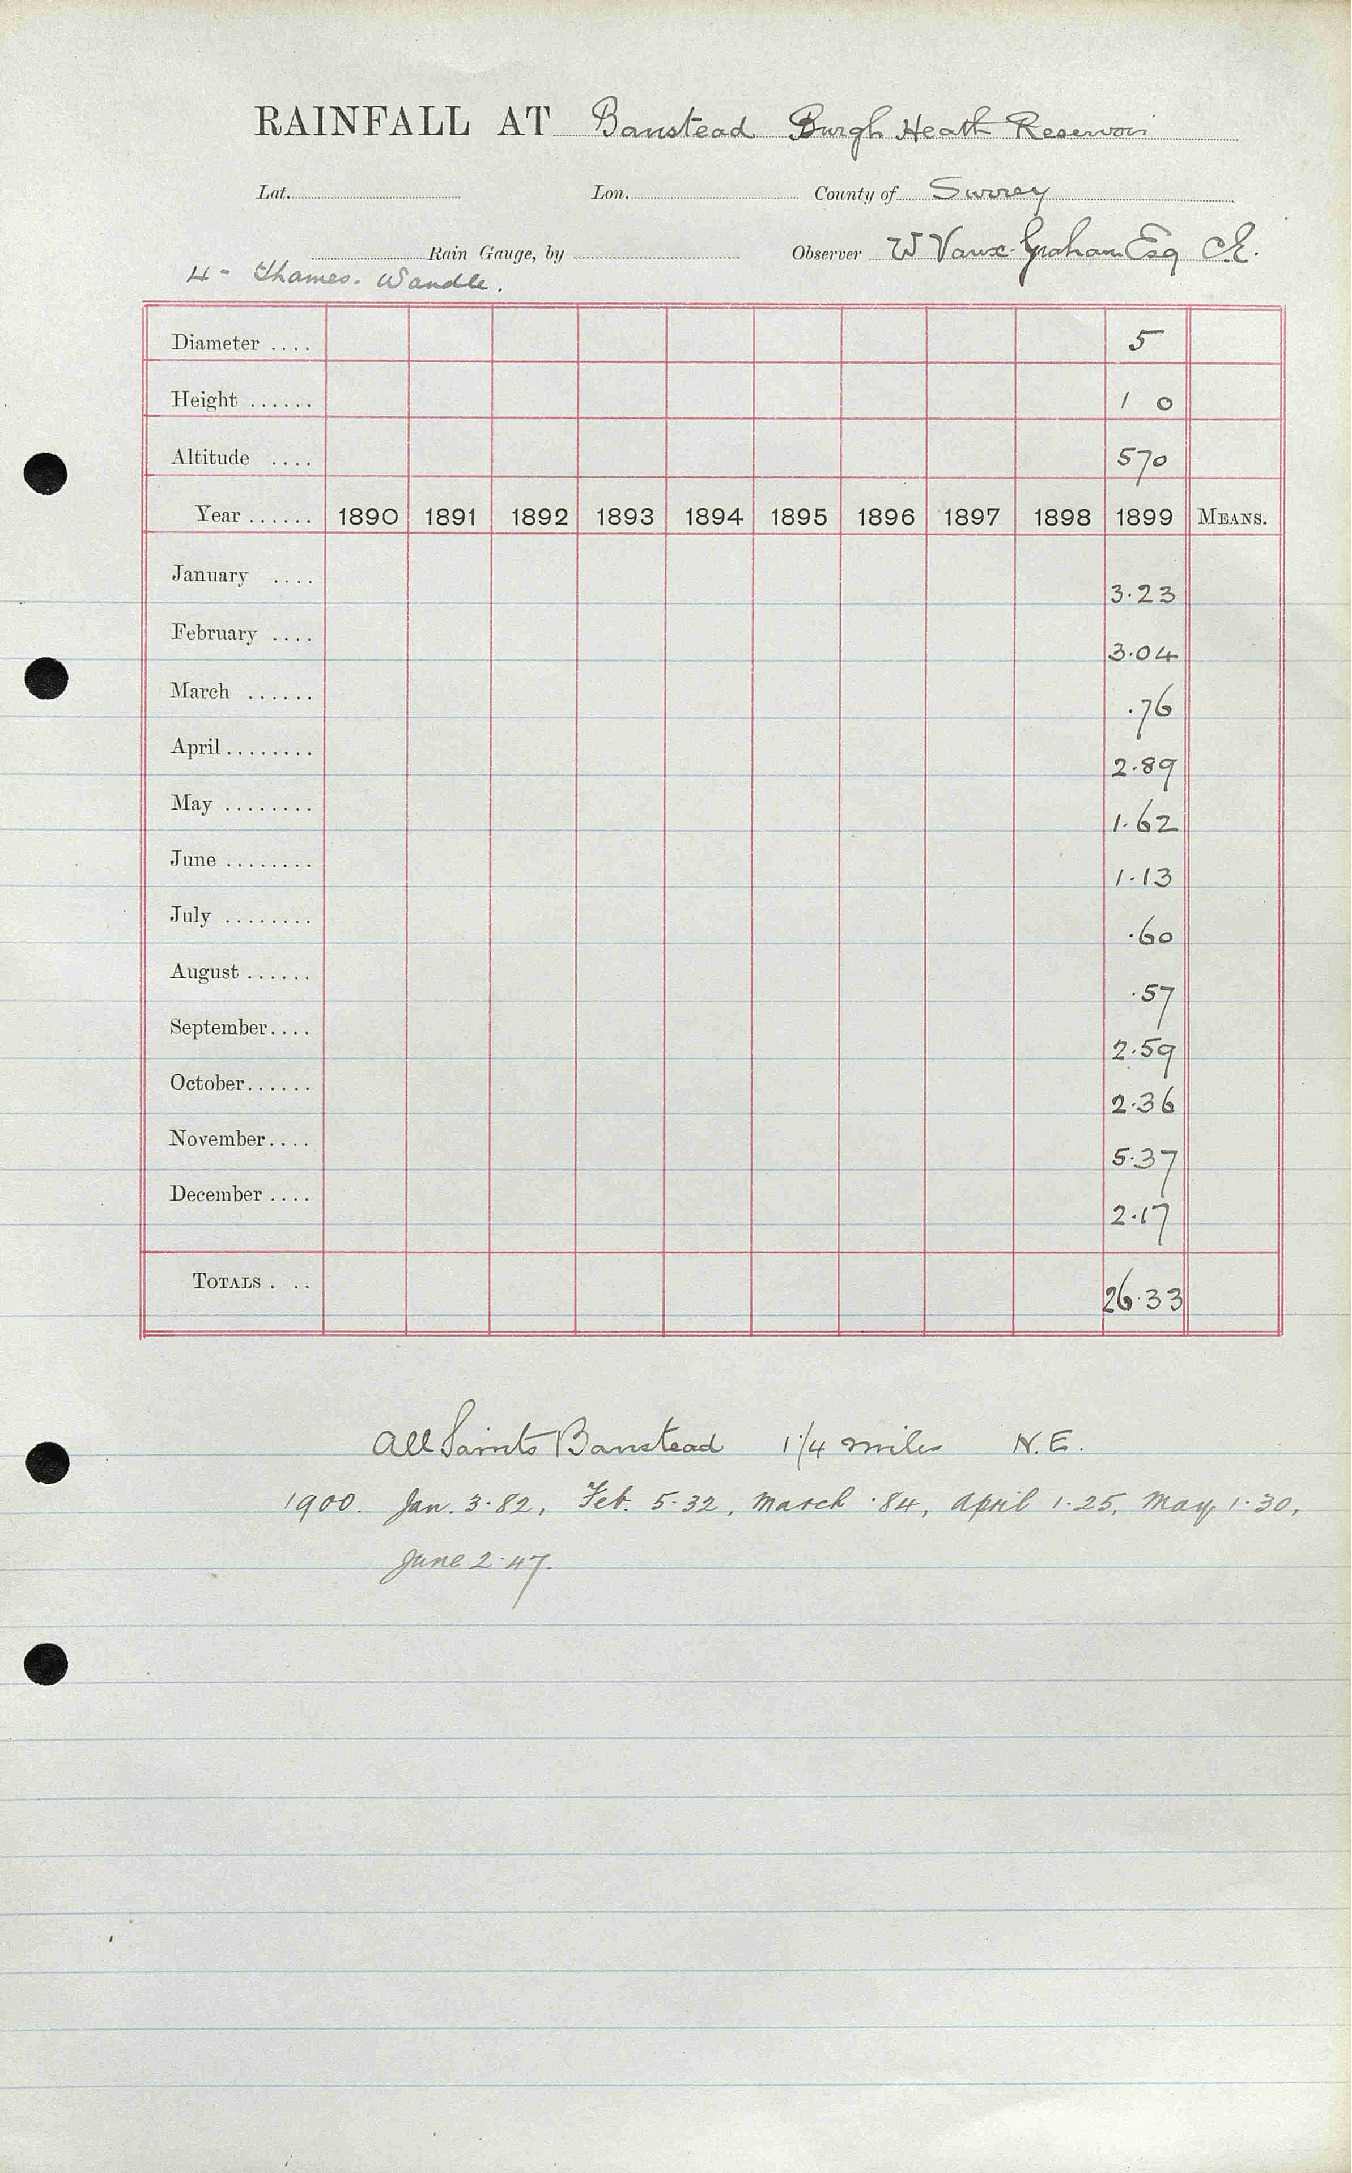 RAINFALL AT Banstead Burgh Heath Reservoir
Lat. Lon. County of Surrey
Rain Gauge, by Observer W Vaux-Graham Esq C.E.
4 - Thames. Wandle.
Diameter .... 5
Height ...... 1 0
Altitude .... 570
Year ...... 1890 1891 1892 1893 1894 1895 1896 1897 1898 1899 MEANS.
January .... 3.23
February .... 3.04
March ...... .76
April ........ 2.89
May ........ 1.62
June ........ 1.13
July ........ .60
August ...... .57
September.... 2.59
October...... 2.36
November.... 5.37
December .... 2.17
TOTALS . .. 26.33
All Saints Banstead 1 1/4 miles N.E.
1900. Jan. 3.82, Feb. 5.32, March .84, April 1.25, May 1.30,
June 2.47.